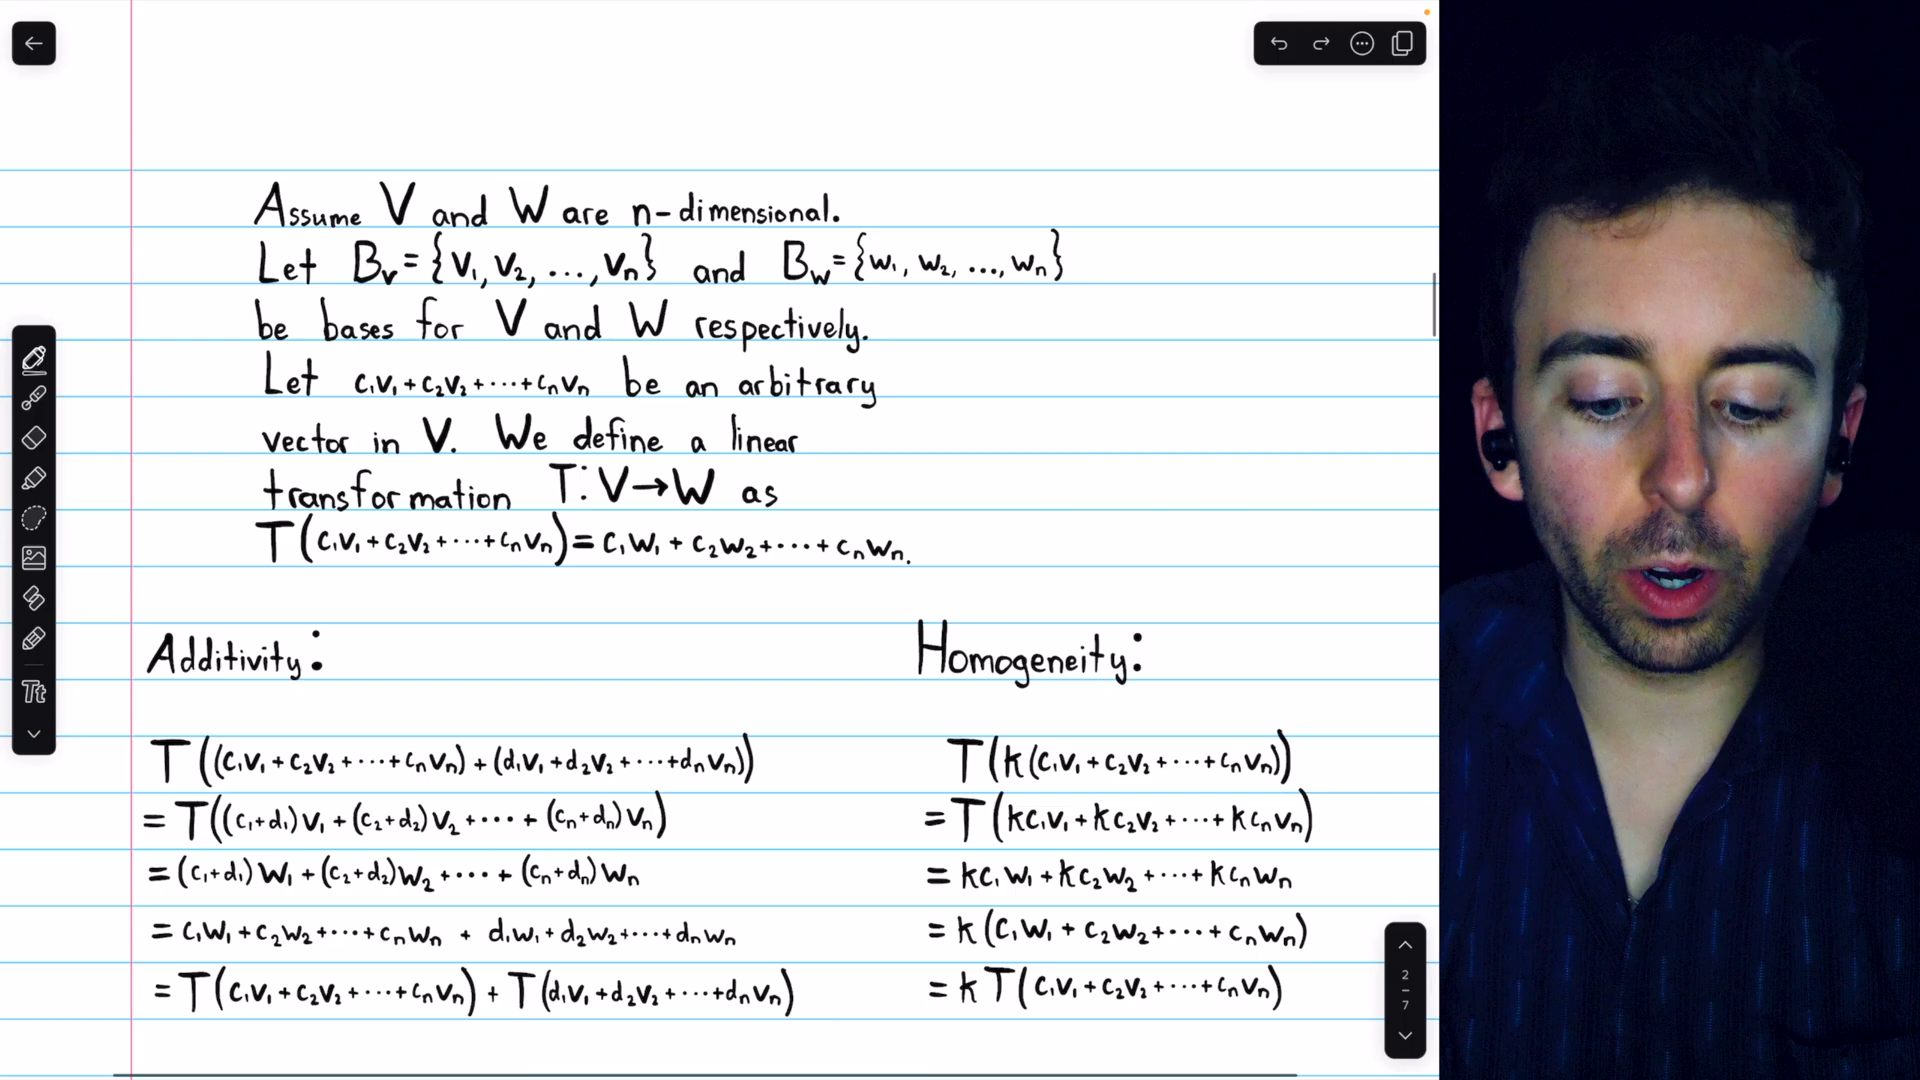 Assume V and W are n-dimensional.
Let Bᵥ = {v₁, v₂, ..., vₙ} and B_w = {w₁, w₂, ..., wₙ}
be bases for V and W respectively.
Let c₁v₁ + c₂v₂ + ··· + cₙvₙ be an arbitrary
vector in V. We define a linear
transformation T: V → W as
T(c₁v₁ + c₂v₂ + ··· + cₙvₙ) = c₁w₁ + c₂w₂ + ··· + cₙwₙ.
Additivity:
T((c₁v₁ + c₂v₂ + ··· + cₙvₙ) + (d₁v₁ + d₂v₂ + ··· + dₙvₙ))
= T((c₁+d₁)v₁ + (c₂+d₂)v₂ + ··· + (cₙ+dₙ)vₙ)
= (c₁+d₁)w₁ + (c₂+d₂)w₂ + ··· + (cₙ+dₙ)wₙ
= c₁w₁ + c₂w₂ + ··· + cₙwₙ + d₁w₁ + d₂w₂ + ··· + dₙwₙ
= T(c₁v₁ + c₂v₂ + ··· + cₙvₙ) + T(d₁v₁ + d₂v₂ + ··· + dₙvₙ)
Homogeneity:
T(k(c₁v₁ + c₂v₂ + ··· + cₙvₙ))
= T(kc₁v₁ + kc₂v₂ + ··· + kcₙvₙ)
= kc₁w₁ + kc₂w₂ + ··· + kcₙwₙ
= k(c₁w₁ + c₂w₂ + ··· + cₙwₙ)
= kT(c₁v₁ + c₂v₂ + ··· + cₙvₙ)
Tt
2
7